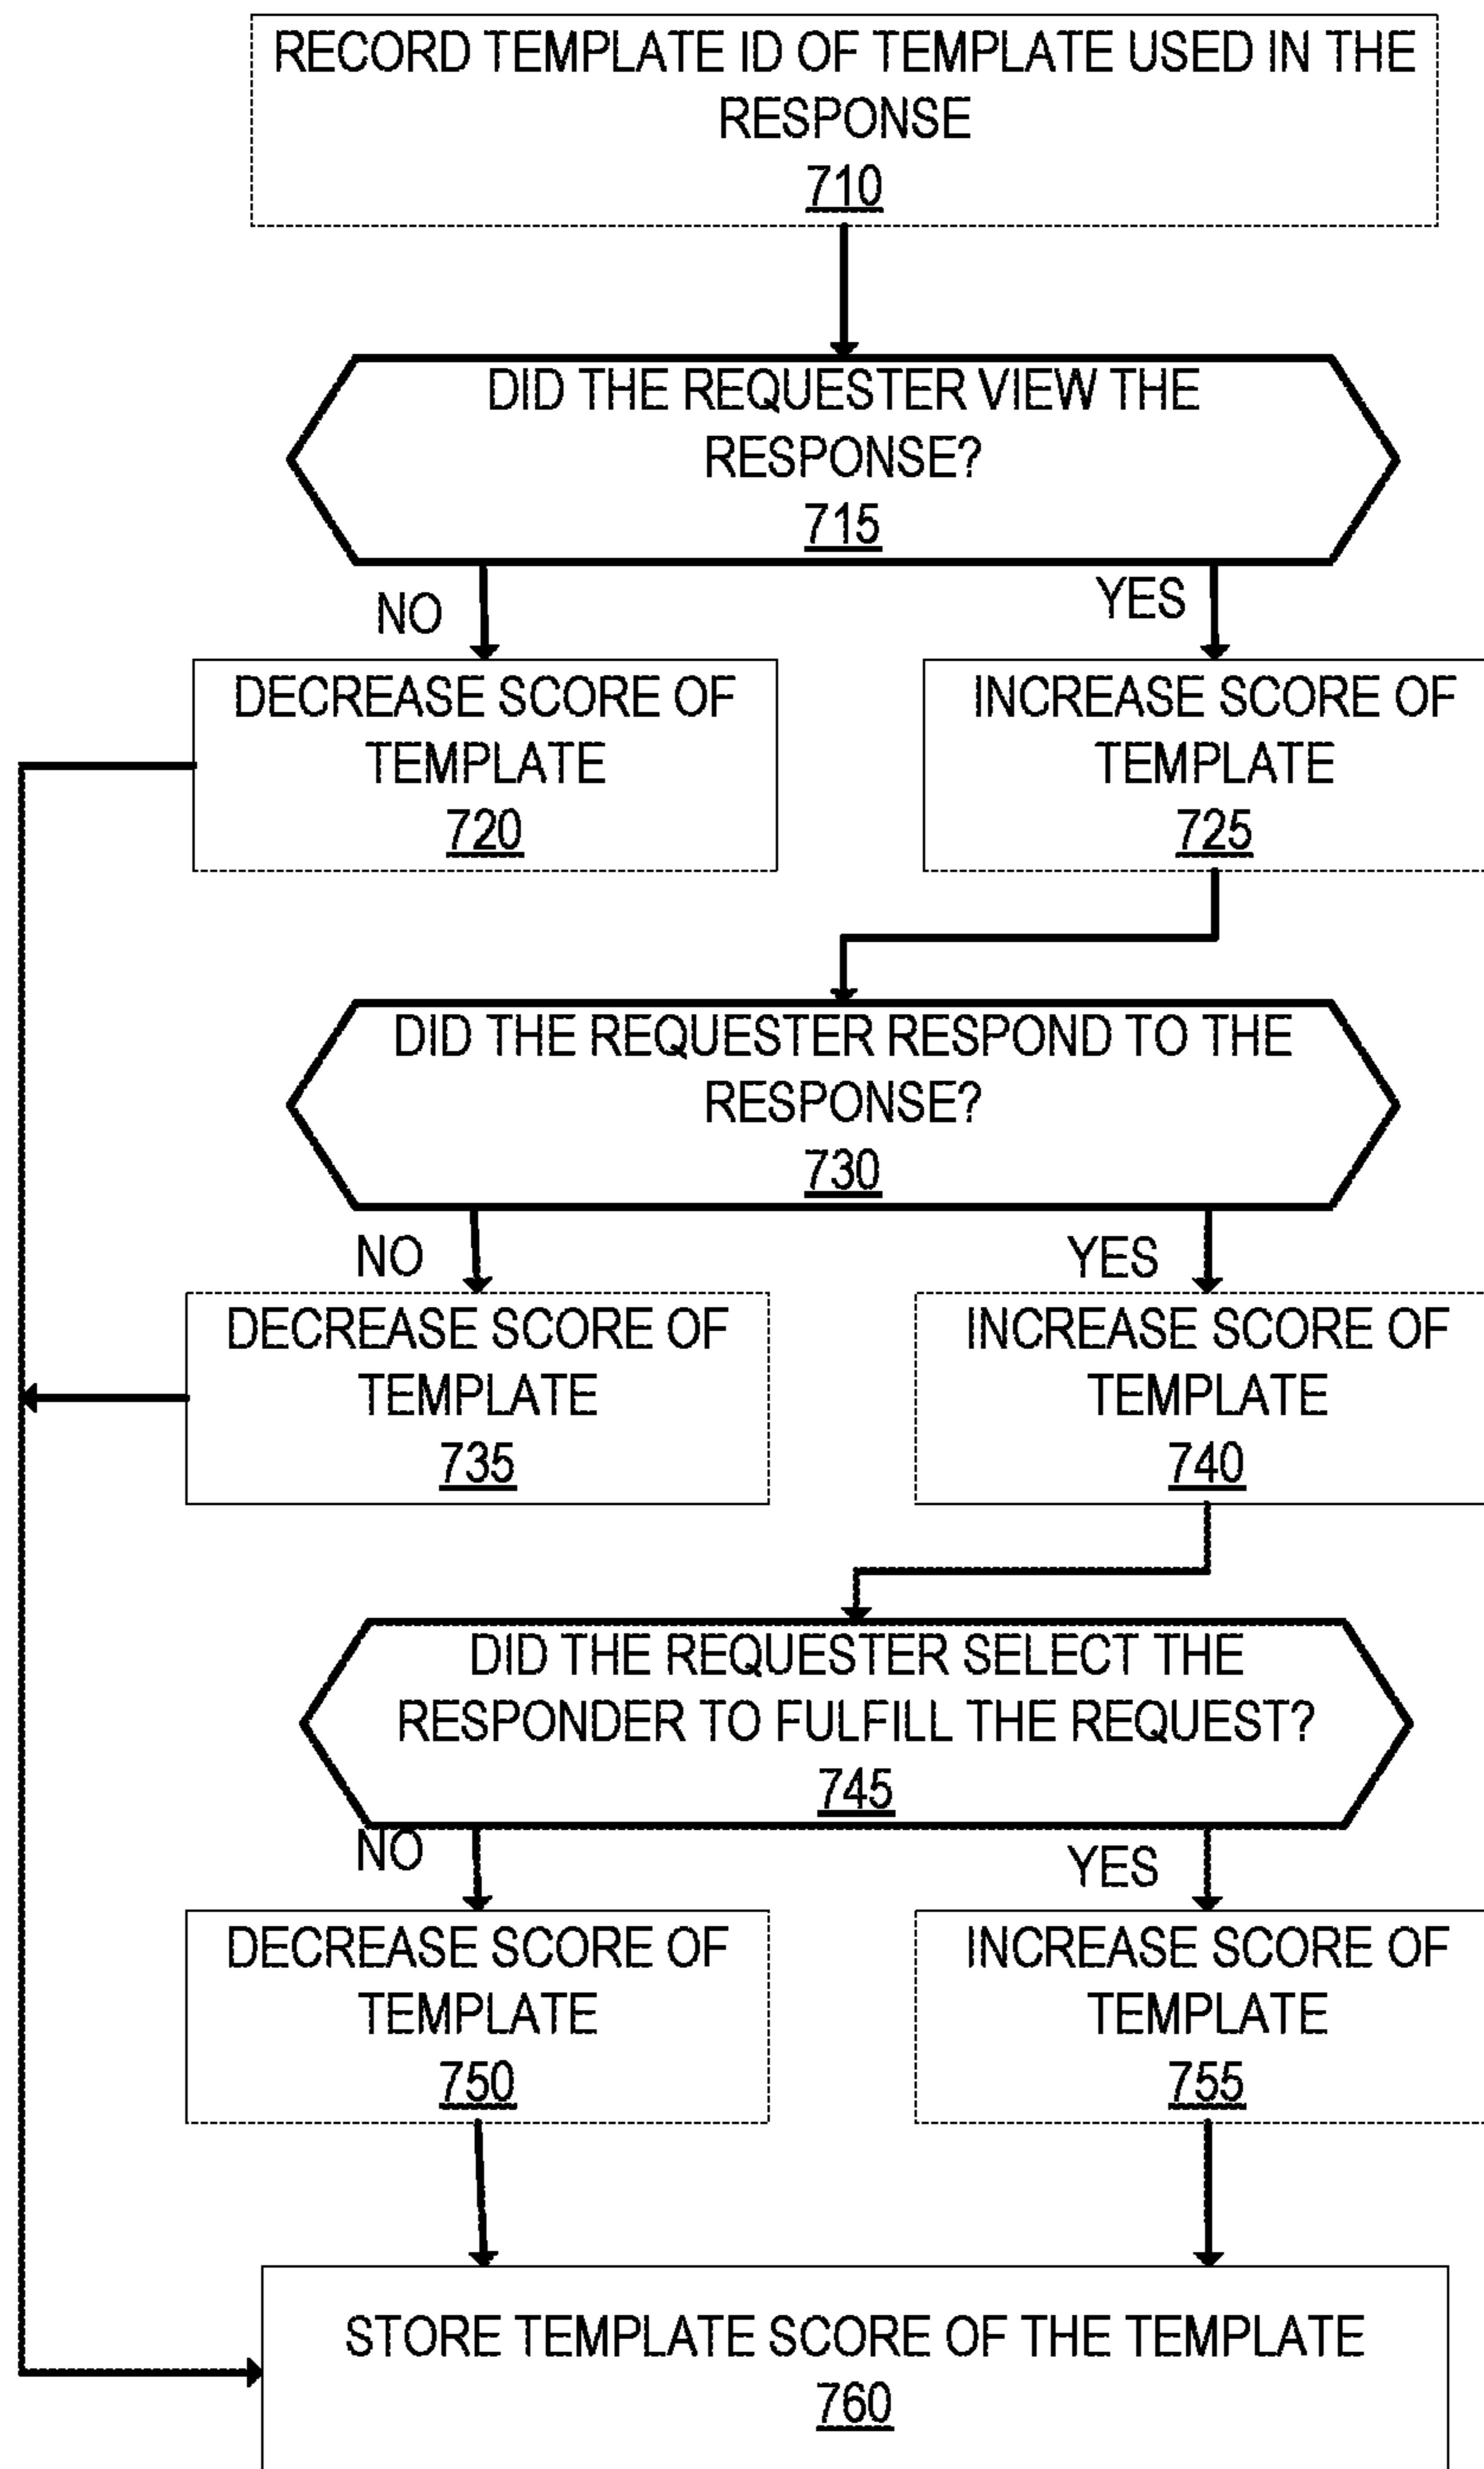 RECORD TEMPLATE ID OF TEMPLATE USED IN THE
RESPONSE
710
DID THE REQUESTER VIEW THE
RESPONSE?
715
NO
YES
DECREASE SCORE OF
TEMPLATE
720
INCREASE SCORE OF
TEMPLATE
725
DID THE REQUESTER RESPOND TO THE
RESPONSE?
730
NO
YES
DECREASE SCORE OF
TEMPLATE
735
INCREASE SCORE OF
TEMPLATE
740
DID THE REQUESTER SELECT THE
RESPONDER TO FULFILL THE REQUEST?
745
NO
YES
DECREASE SCORE OF
TEMPLATE
750
INCREASE SCORE OF
TEMPLATE
755
STORE TEMPLATE SCORE OF THE TEMPLATE
760